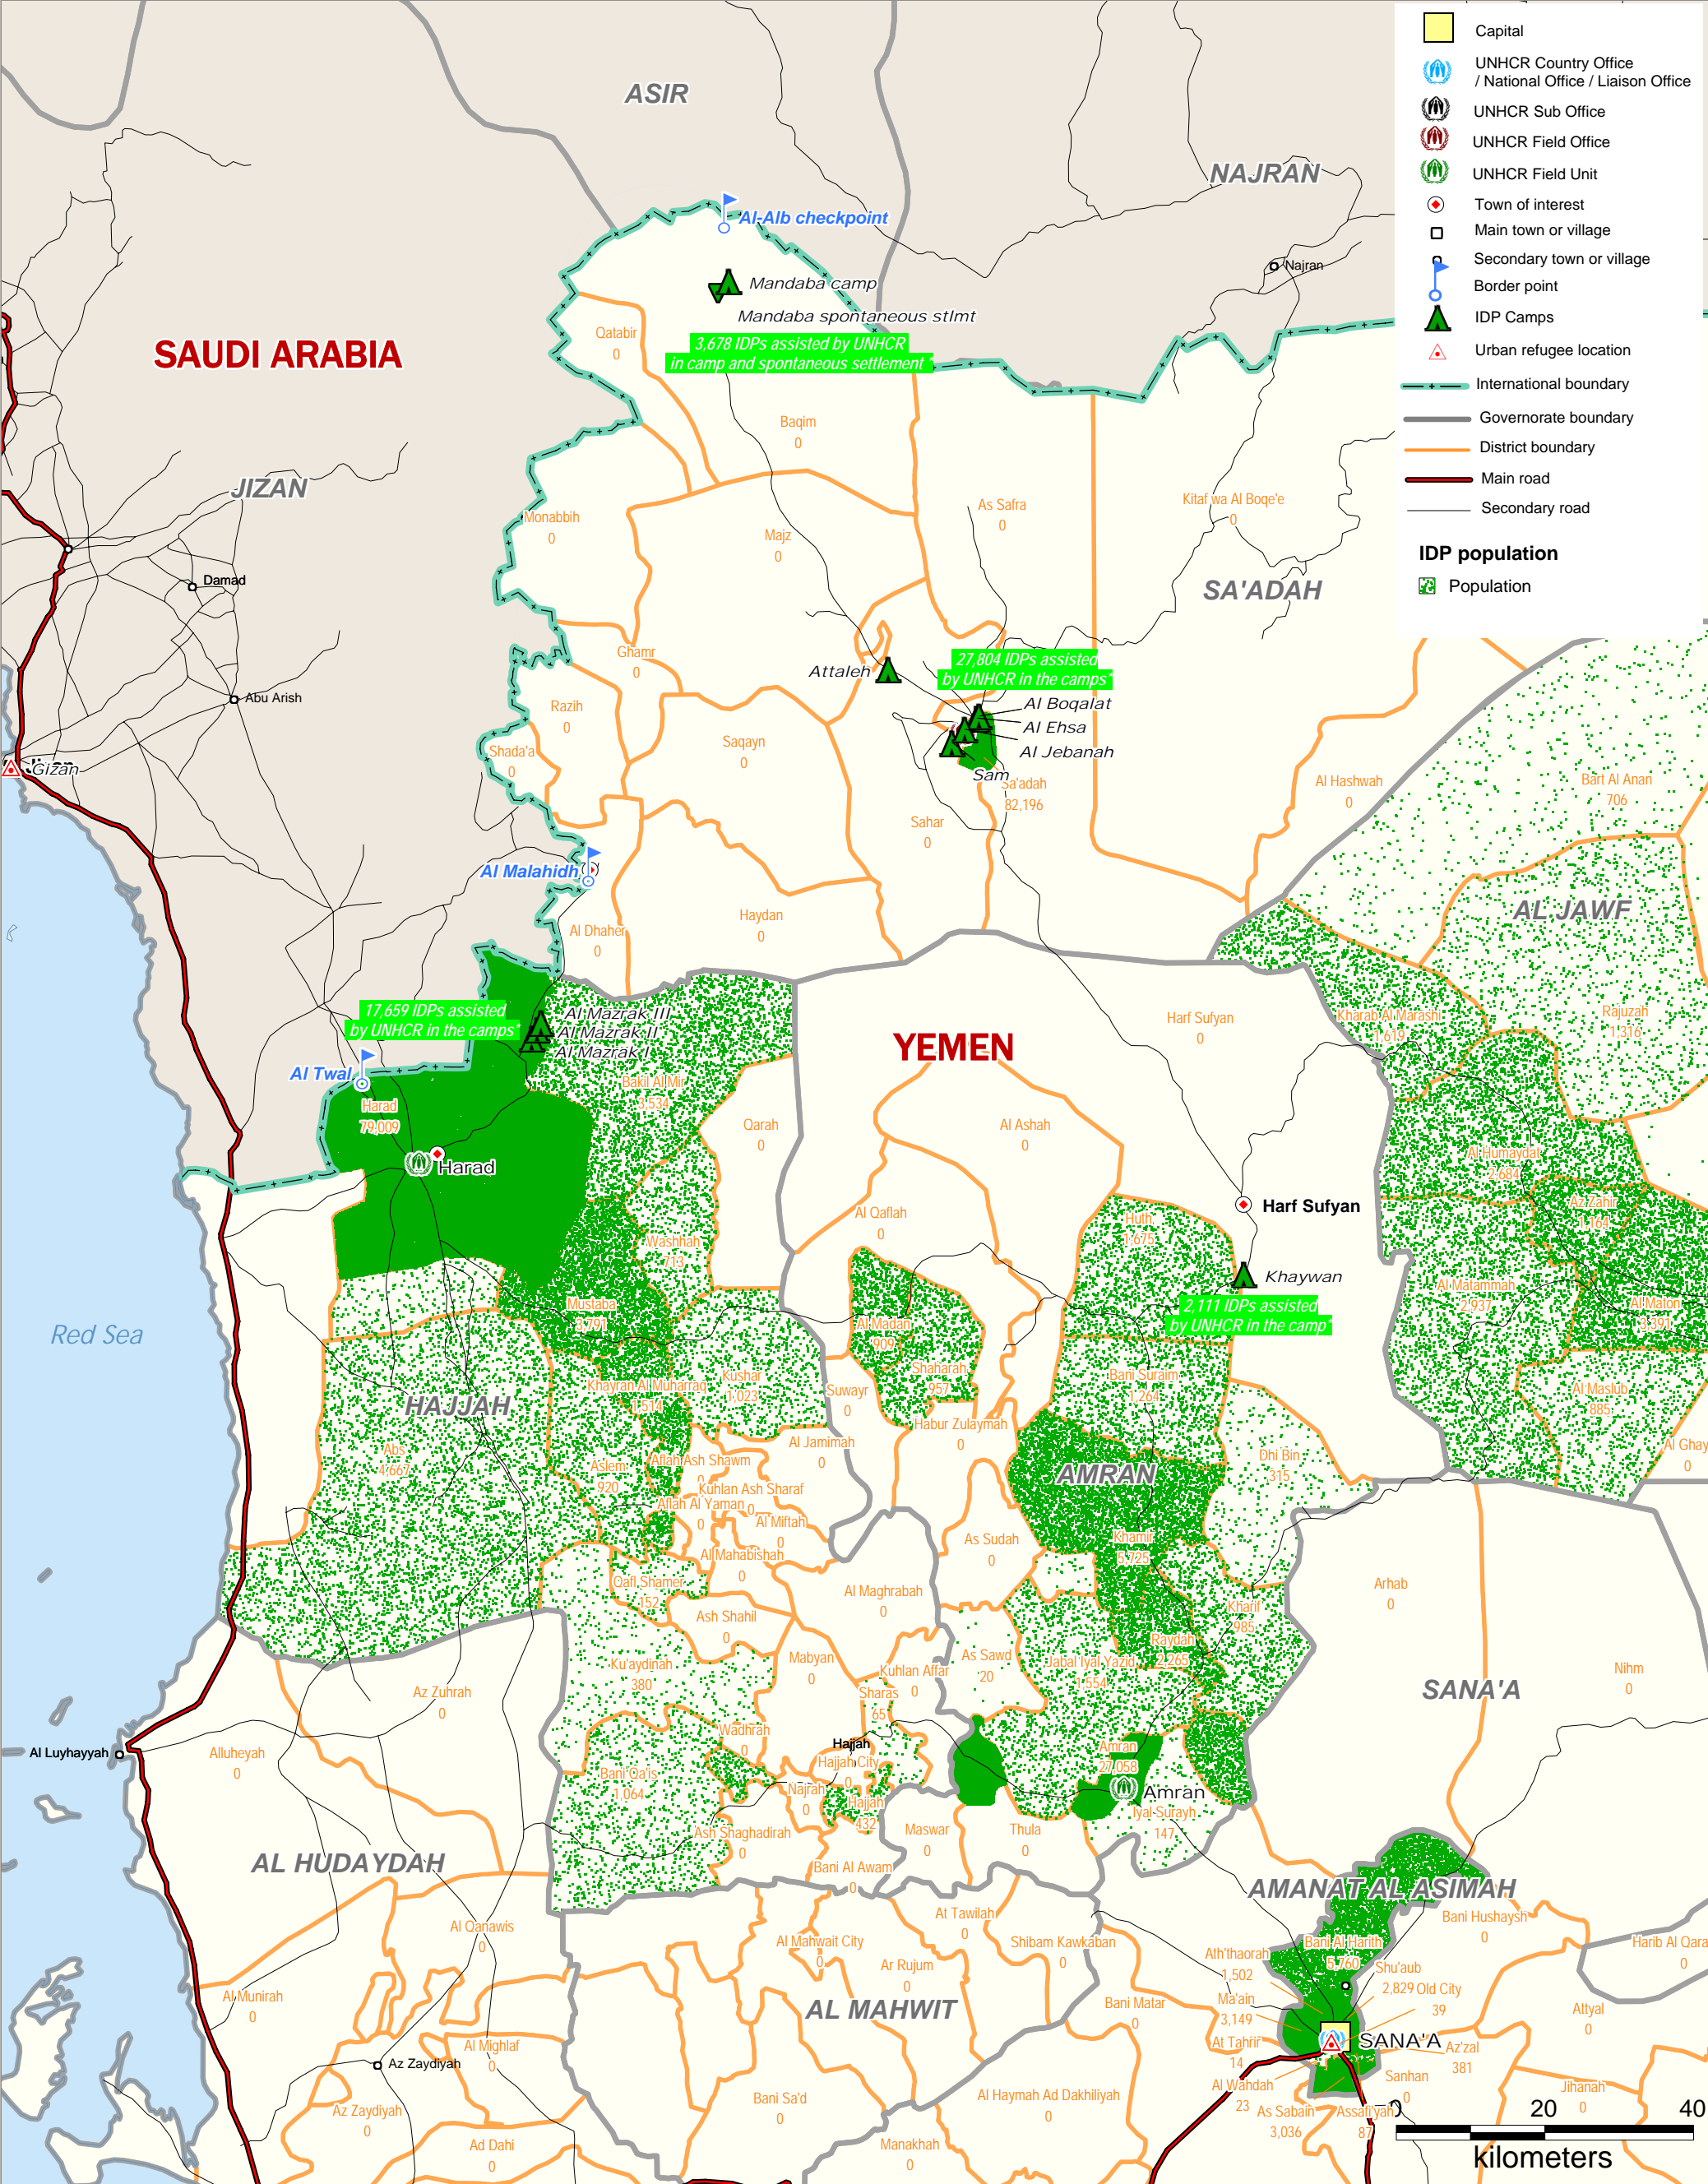 Capital
UNHCR Country Office
/ National Office / Liaison Office
UNHCR Sub Office
UNHCR Field Office
UNHCR Field Unit
Town of interest
Main town or village
Secondary town or village
Border point
IDP Camps
Urban refugee location
International boundary
Governorate boundary
District boundary
Main road
Secondary road
IDP population
Population
ASIR
NAJRAN
Al-Alb checkpoint
Najran
Mandaba camp
Mandaba spontaneous stlmt
Qatabir
0
3,678 IDPs assisted by UNHCR
in camp and spontaneous settlement *
SAUDI ARABIA
Baqim
0
JIZAN
Monabbih
0
Majz
0
As Safra
0
Kitaf wa Al Boqe'e
0
Damad
SA'ADAH
Ghamr
0
Attaleh
27,804 IDPs assisted
by UNHCR in the camps*
Abu Arish
Razih
0
Al Boqalat
Al Ehsa
Al Jebanah
Sam
Shada'a
0
Saqayn
0
Gizan
Sa'adah
82,196
Al Hashwah
0
Bart Al Anan
706
Sahar
0
Al Malahidh
Haydan
0
Al Dhaher
0
AL JAWF
17,659 IDPs assisted
by UNHCR in the camps*
Al Mazrak III
Al Mazrak II
Al Mazrak I
YEMEN
Harf Sufyan
0
Kharab Al Marashi
1,619
Rajuzah
1,316
Al Twal
Harad
79,009
Bakil Al Mir
3,534
Qarah
0
Al Ashah
0
Harad
Al Humaydat
2,684
Az Zahir
1,164
Harf Sufyan
Al Qaflah
0
Huth
1,675
Washhah
713
Khaywan
2,111 IDPs assisted
by UNHCR in the camp*
Al Matammah
2,937
Al Maton
3,391
Red Sea
Mustaba
3,791
Al Madan
909
Shaharah
957
Bani Suraim
1,264
Khayran Al Muharraq
1,514
Kushar
1,023
Suwayr
0
Al Maslub
885
HAJJAH
Habur Zulaymah
0
Al Jamimah
0
Dhi Bin
315
Al Ghay
0
Abs
4,667
Aslem
920
Aflah Ash Shawm
0
Kuhlan Ash Sharaf
0
AMRAN
Aflah Al Yaman
0
Al Miftah
0
As Sudah
0
Khamir
5,725
Al Mahabishah
0
Qafl Shamer
152
Al Maghrabah
0
Arhab
0
Ash Shahil
0
Kharif
985
Raydah
2,265
Jabal Iyal Yazid
1,554
As Sawd
20
Mabyan
0
Kuhlan Affar
0
Ku'aydinah
380
Sharas
65
SANA'A
Nihm
0
Az Zuhrah
0
Wadhrah
0
Hajjah
Hajjah City
0
Al Luhayyah
Alluheyah
0
Amran
27,058
Amran
Bani Qa'is
1,064
Najrah
0
Hajjah
432
Iyal Surayh
147
Ash Shaghadirah
0
Maswar
0
Thula
0
AL HUDAYDAH
Bani Al Awam
0
AMANAT AL ASIMAH
Bani Hushaysh
0
Al Qanawis
0
At Tawilah
0
Al Mahwait City
0
Shibam Kawkaban
0
Bani Al Harith
5,760
Ath'thaorah
1,502
Harib Al Qara
0
Ar Rujum
0
Shu'aub
2,829
Old City
39
Al Munirah
0
AL MAHWIT
Bani Matar
0
Ma'ain
3,149
Attyal
0
Al Mighlaf
0
Az Zaydiyah
At Tahrir
14
SANA'A
Az'zal
381
Al Wahdah
23
Sanhan
0
Jihanah
0
Bani Sa'd
0
Al Haymah Ad Dakhiliyah
0
Az Zaydiyah
0
As Sabain
3,036
Assafi'yah
87
Ad Dahi
0
Manakhah
0
0 20 40
kilometers